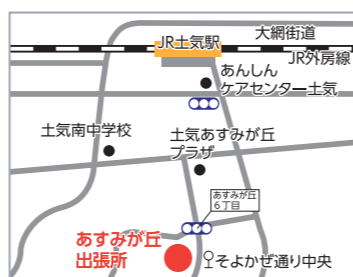 大網街道
JR土気駅
JR外房線
あんしん
ケアセンター土気
土気南中学校
土気あすみが丘
プラザ
あすみが丘
6丁目
あすみが丘
出張所
そよかぜ通り中央